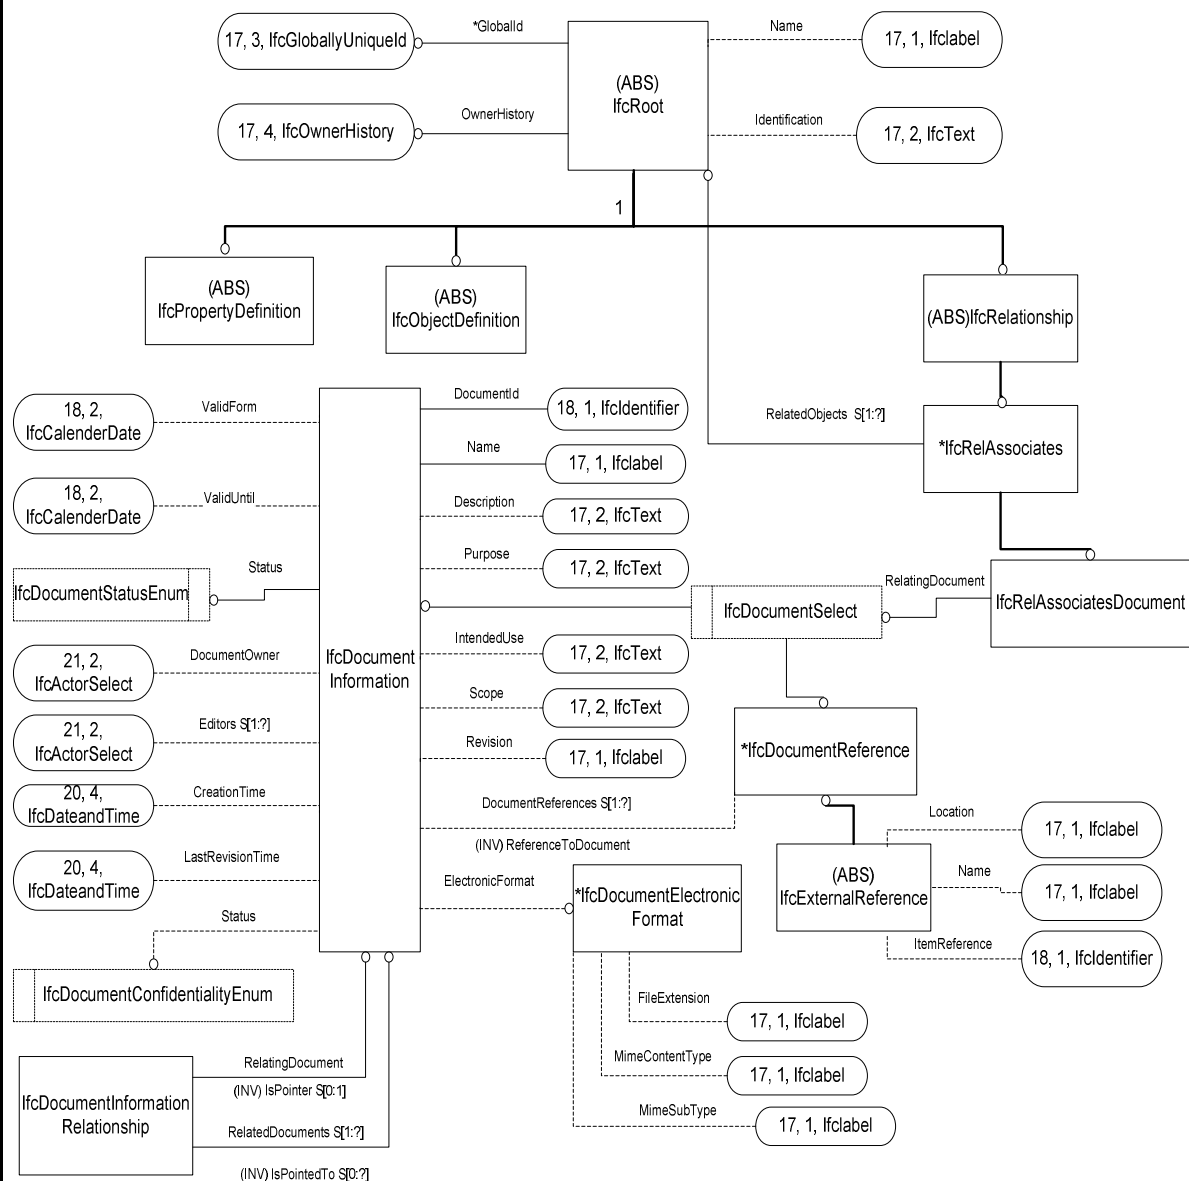 *GlobalId
Name
17, 3, IfcGloballyUniqueId
17, 1, Ifclabel
(ABS)
IfcRoot
OwnerHistory
Identification
17, 4, IfcOwnerHistory
17, 2, IfcText
1
(ABS)
IfcPropertyDefinition
(ABS)
IfcObjectDefinition
(ABS)IfcRelationship
RelatedObjects S[1:?]
*IfcRelAssociates
18, 2,
IfcCalenderDate
ValidForm
DocumentId
18, 1, IfcIdentifier
Name
17, 1, Ifclabel
18, 2,
IfcCalenderDate
ValidUntil
Description
17, 2, IfcText
Purpose
17, 2, IfcText
Status
IfcDocumentStatusEnum
RelatingDocument
IfcDocumentSelect
IfcRelAssociatesDocument
IfcDocument
Information
IntendedUse
17, 2, IfcText
DocumentOwner
21, 2,
IfcActorSelect
Scope
17, 2, IfcText
Editors S[1:?]
21, 2,
IfcActorSelect
Revision
17, 1, Ifclabel
*IfcDocumentReference
CreationTime
20, 4,
IfcDateandTime
DocumentReferences S[1:?]
(INV) ReferenceToDocument
LastRevisionTime
20, 4,
IfcDateandTime
ElectronicFormat
*IfcDocumentElectronic
Format
(ABS)
IfcExternalReference
Location
17, 1, Ifclabel
Name
17, 1, Ifclabel
ItemReference
18, 1, IfcIdentifier
Status
IfcDocumentConfidentialityEnum
FileExtension
17, 1, Ifclabel
MimeContentType
17, 1, Ifclabel
MimeSubType
17, 1, Ifclabel
IfcDocumentInformation
Relationship
RelatingDocument
(INV) IsPointer S[0:1]
RelatedDocuments S[1:?]
(INV) IsPointedTo S[0:?]